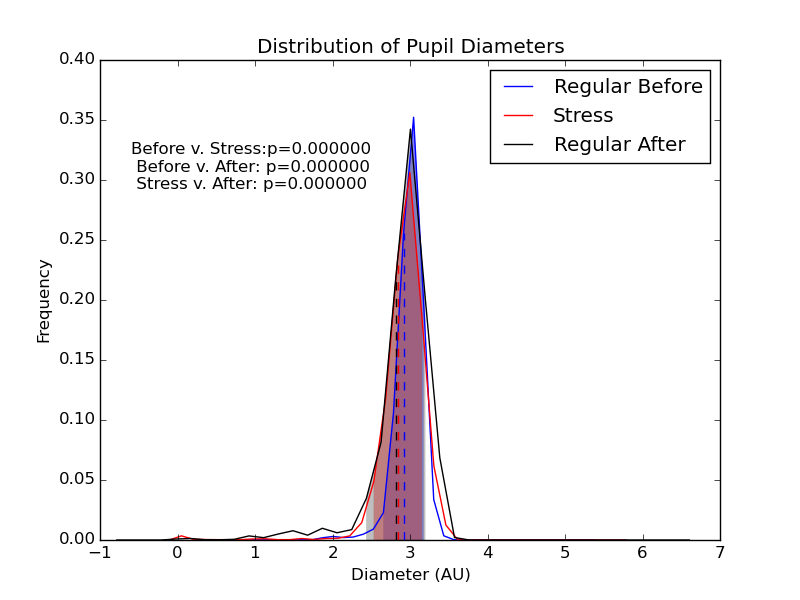 Distribution of Pupil Diameters
0.40
0.35
0.30
0.25
0.20
0.15
0.10
0.05
0.00
Frequency
Before v. Stress:p=0.000000
Before v. After: p=0.000000
Stress v. After: p=0.000000
Regular Before
Stress
Regular After
−1 0 1 2 3 4 5 6 7
Diameter (AU)